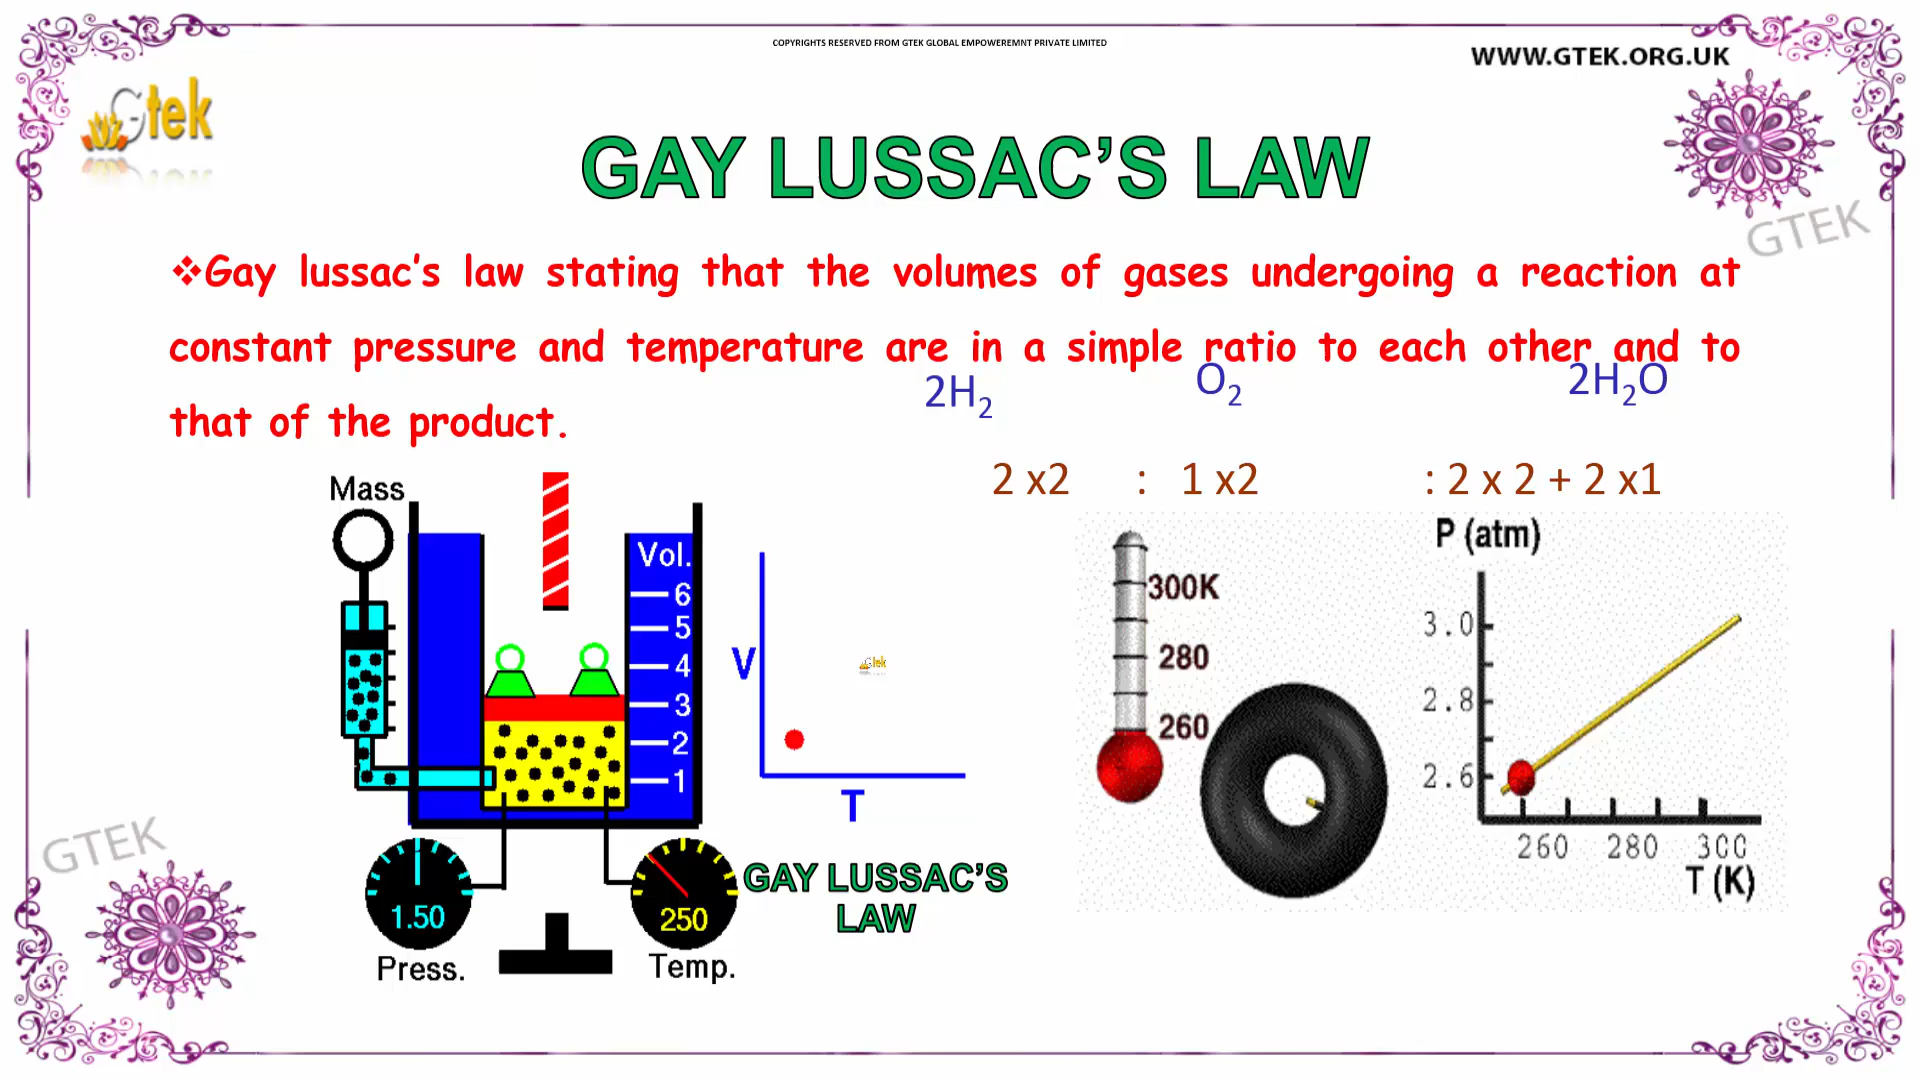 COPYRIGHTS RESERVED FROM GTEK GLOBAL EMPOWEREMNT PRIVATE LIMITED
WWW.GTEK.ORG.UK
Gtek
GAY LUSSAC’S LAW
GTEK
❖Gay lussac’s law stating that the volumes of gases undergoing a reaction at
constant pressure and temperature are in a simple ratio to each other and to
that of the product.
2H₂ O₂ 2H₂O
2 x2 : 1 x2 : 2 x 2 + 2 x1
Mass
Vol.
6
5
4
3
2
1
V
T
Gtek
1.50
250
Press.
Temp.
GAY LUSSAC’S
LAW
300K
280
260
P (atm)
3.0
2.8
2.6
260 280 300
T (K)
GTEK